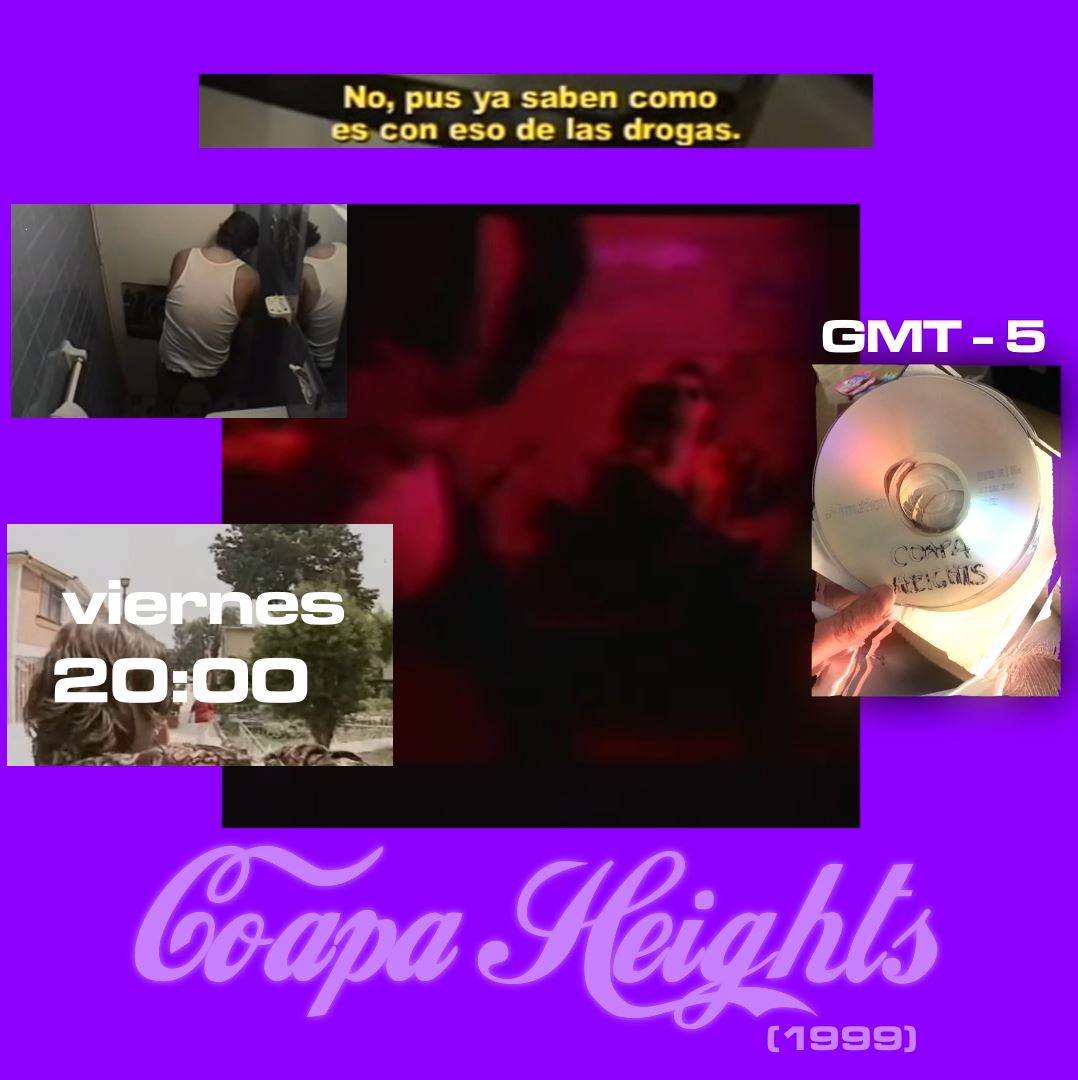 No, pus ya saben como
es con eso de las drogas.
GMT - 5
COAPA
HEIGHTS
viernes
20:00
Coapa Heights
(1999)